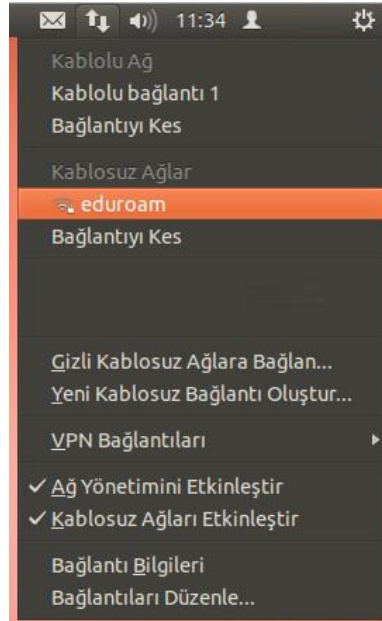 11:34
Kablolu Ağ
Kablolu bağlantı 1
Bağlantıyı Kes
Kablosuz Ağlar
eduroam
Bağlantıyı Kes
Gizli Kablosuz Ağlara Bağlan...
Yeni Kablosuz Bağlantı Oluştur...
VPN Bağlantıları
Ağ Yönetimini Etkinleştir
Kablosuz Ağları Etkinleştir
Bağlantı Bilgileri
Bağlantıları Düzenle...